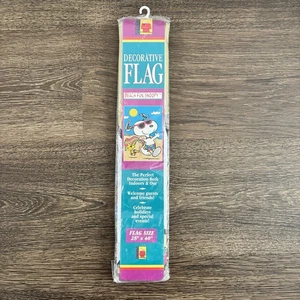 DECORATIVE
FLAG
The Perfect
Decoration Both
Indoors & Out
Welcome guests
and friends!
Celebrate
holidays
and special
events!
FLAG SIZE
28" x 40"